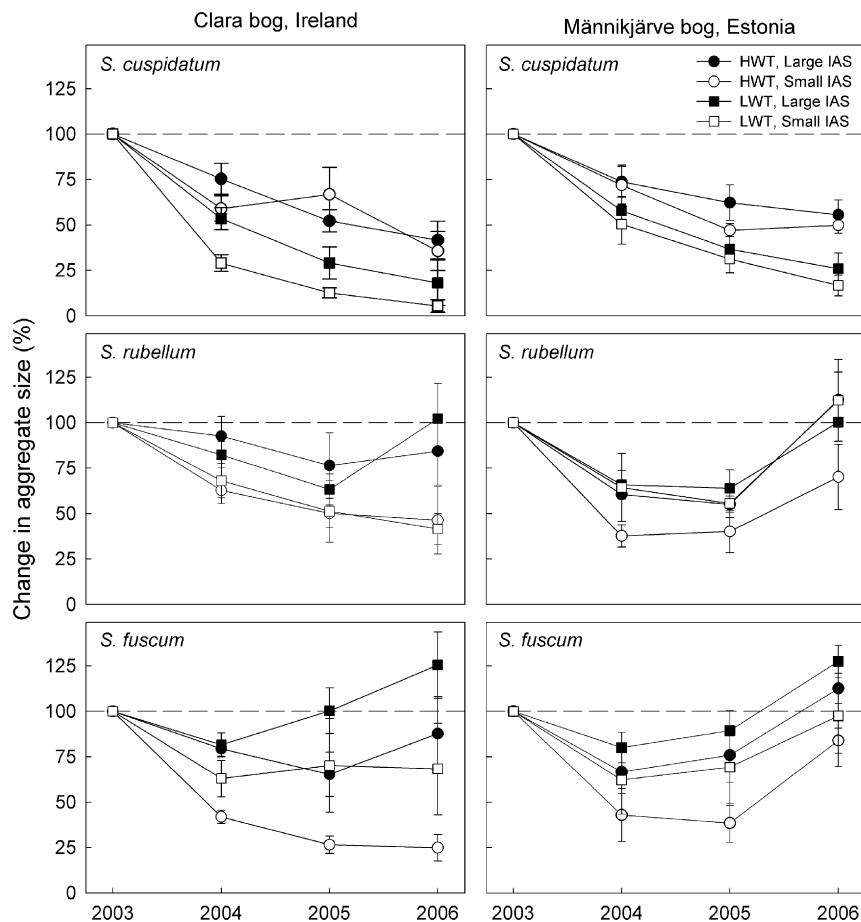 Clara bog, Ireland
Männikjärve bog, Estonia
Change in aggregate size (%)
S. cuspidatum
125
100
75
50
25
0
S. cuspidatum
HWT, Large IAS
HWT, Small IAS
LWT, Large IAS
LWT, Small IAS
S. rubellum
125
100
75
50
25
0
S. rubellum
S. fuscum
125
100
75
50
25
0
S. fuscum
2003 2004 2005 2006
2003 2004 2005 2006